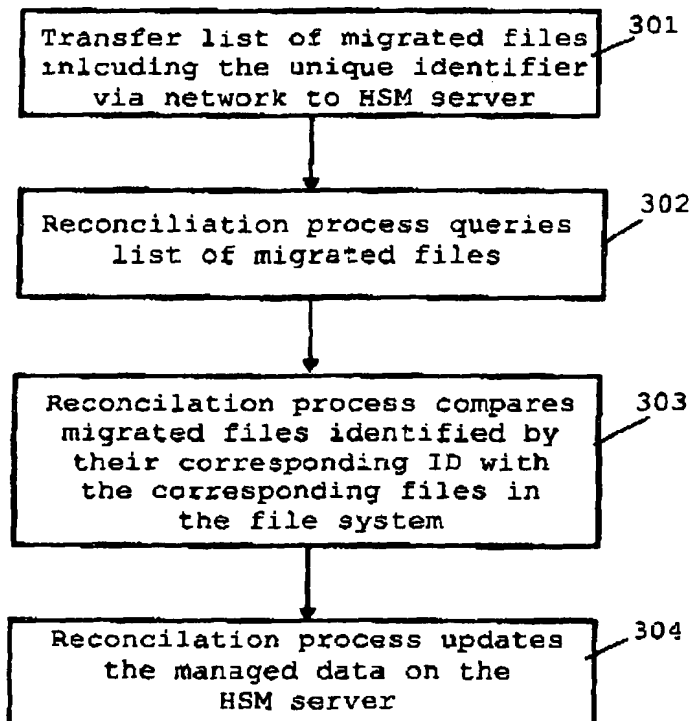 Transfer list of migrated files
inlcuding the unique identifier
via network to HSM server
301
Reconciliation process queries
list of migrated files
302
Reconcilation process compares
migrated files identified by
their corresponding ID with
the corresponding files in
the file system
303
Reconcilation process updates
the managed data on the
HSM server
304